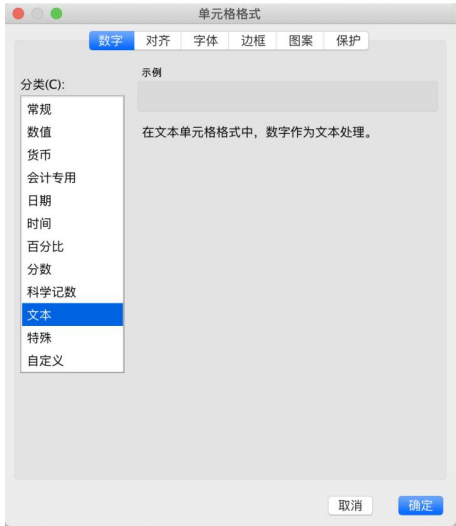 单元格格式
数字 对齐 字体 边框 图案 保护
示例
分类(C):
常规
数值
在文本单元格格式中，数字作为文本处理。
货币
会计专用
日期
时间
百分比
分数
科学记数
文本
特殊
自定义
取消 确定